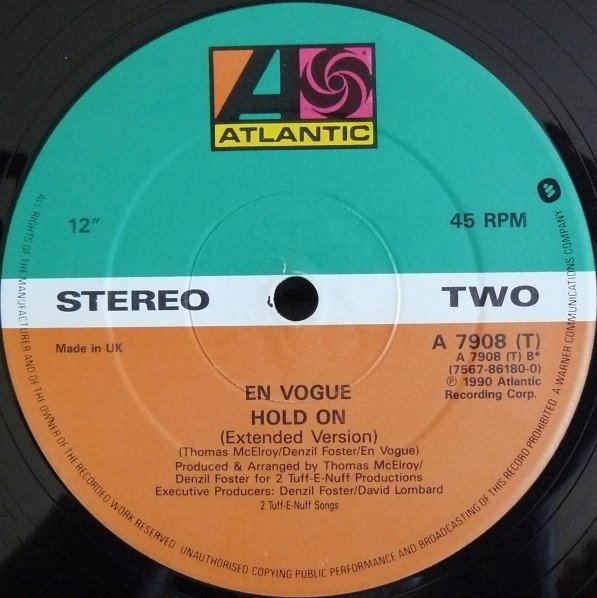 A
ATLANTIC
12"
45 RPM
STEREO
TWO
Made in UK
A 7908 (T)
A 7908 (T) B*
(7567-86180-0)
℗ 1990 Atlantic
Recording Corp.
EN VOGUE
HOLD ON
(Extended Version)
(Thomas McElroy/Denzil Foster/En Vogue)
Produced & Arranged by Thomas McElroy/
Denzil Foster for 2 Tuff-E-Nuff Productions
Executive Producers: Denzil Foster/David Lombard
2 Tuff-E-Nuff Songs
ALL RIGHTS OF THE MANUFACTURER AND OF THE OWNER OF THE RECORDED WORK RESERVED UNAUTHORISED COPYING PUBLIC PERFORMANCE AND BROADCASTING OF THIS RECORD PROHIBITED A WARNER COMMUNICATIONS COMPANY